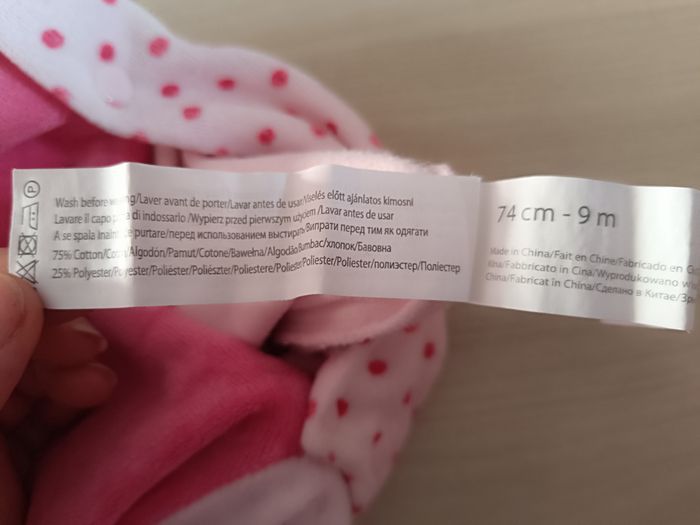 Wash before wearing/Laver avant de porter/Lavar antes de usar/Viselés előtt ajánlatos kimosni
Lavare il capo prima di indossario/Wypierz przed pierwszym użyciem/Lavar antes de usar
A se spala inainte de purtare/перед использованием выстирать/Випрати перед тим як одягати
75% Cotton/Coton/Algodón/Pamut/Cotone/Bawełna/Algodão/Bumbac/хлопок/Бавовна
25% Polyester/Polyester/Poliéster/Poliészter/Poliestere/Poliester/Poliester/Poliester/полиэстер/Поліестер
74 cm - 9 m
Made in China/Fait en Chine/Fabricado en
Kína/Fabbricato in Cina/Wyprodukowano w
China/Fabricat in China/Сделано в Китае/
P